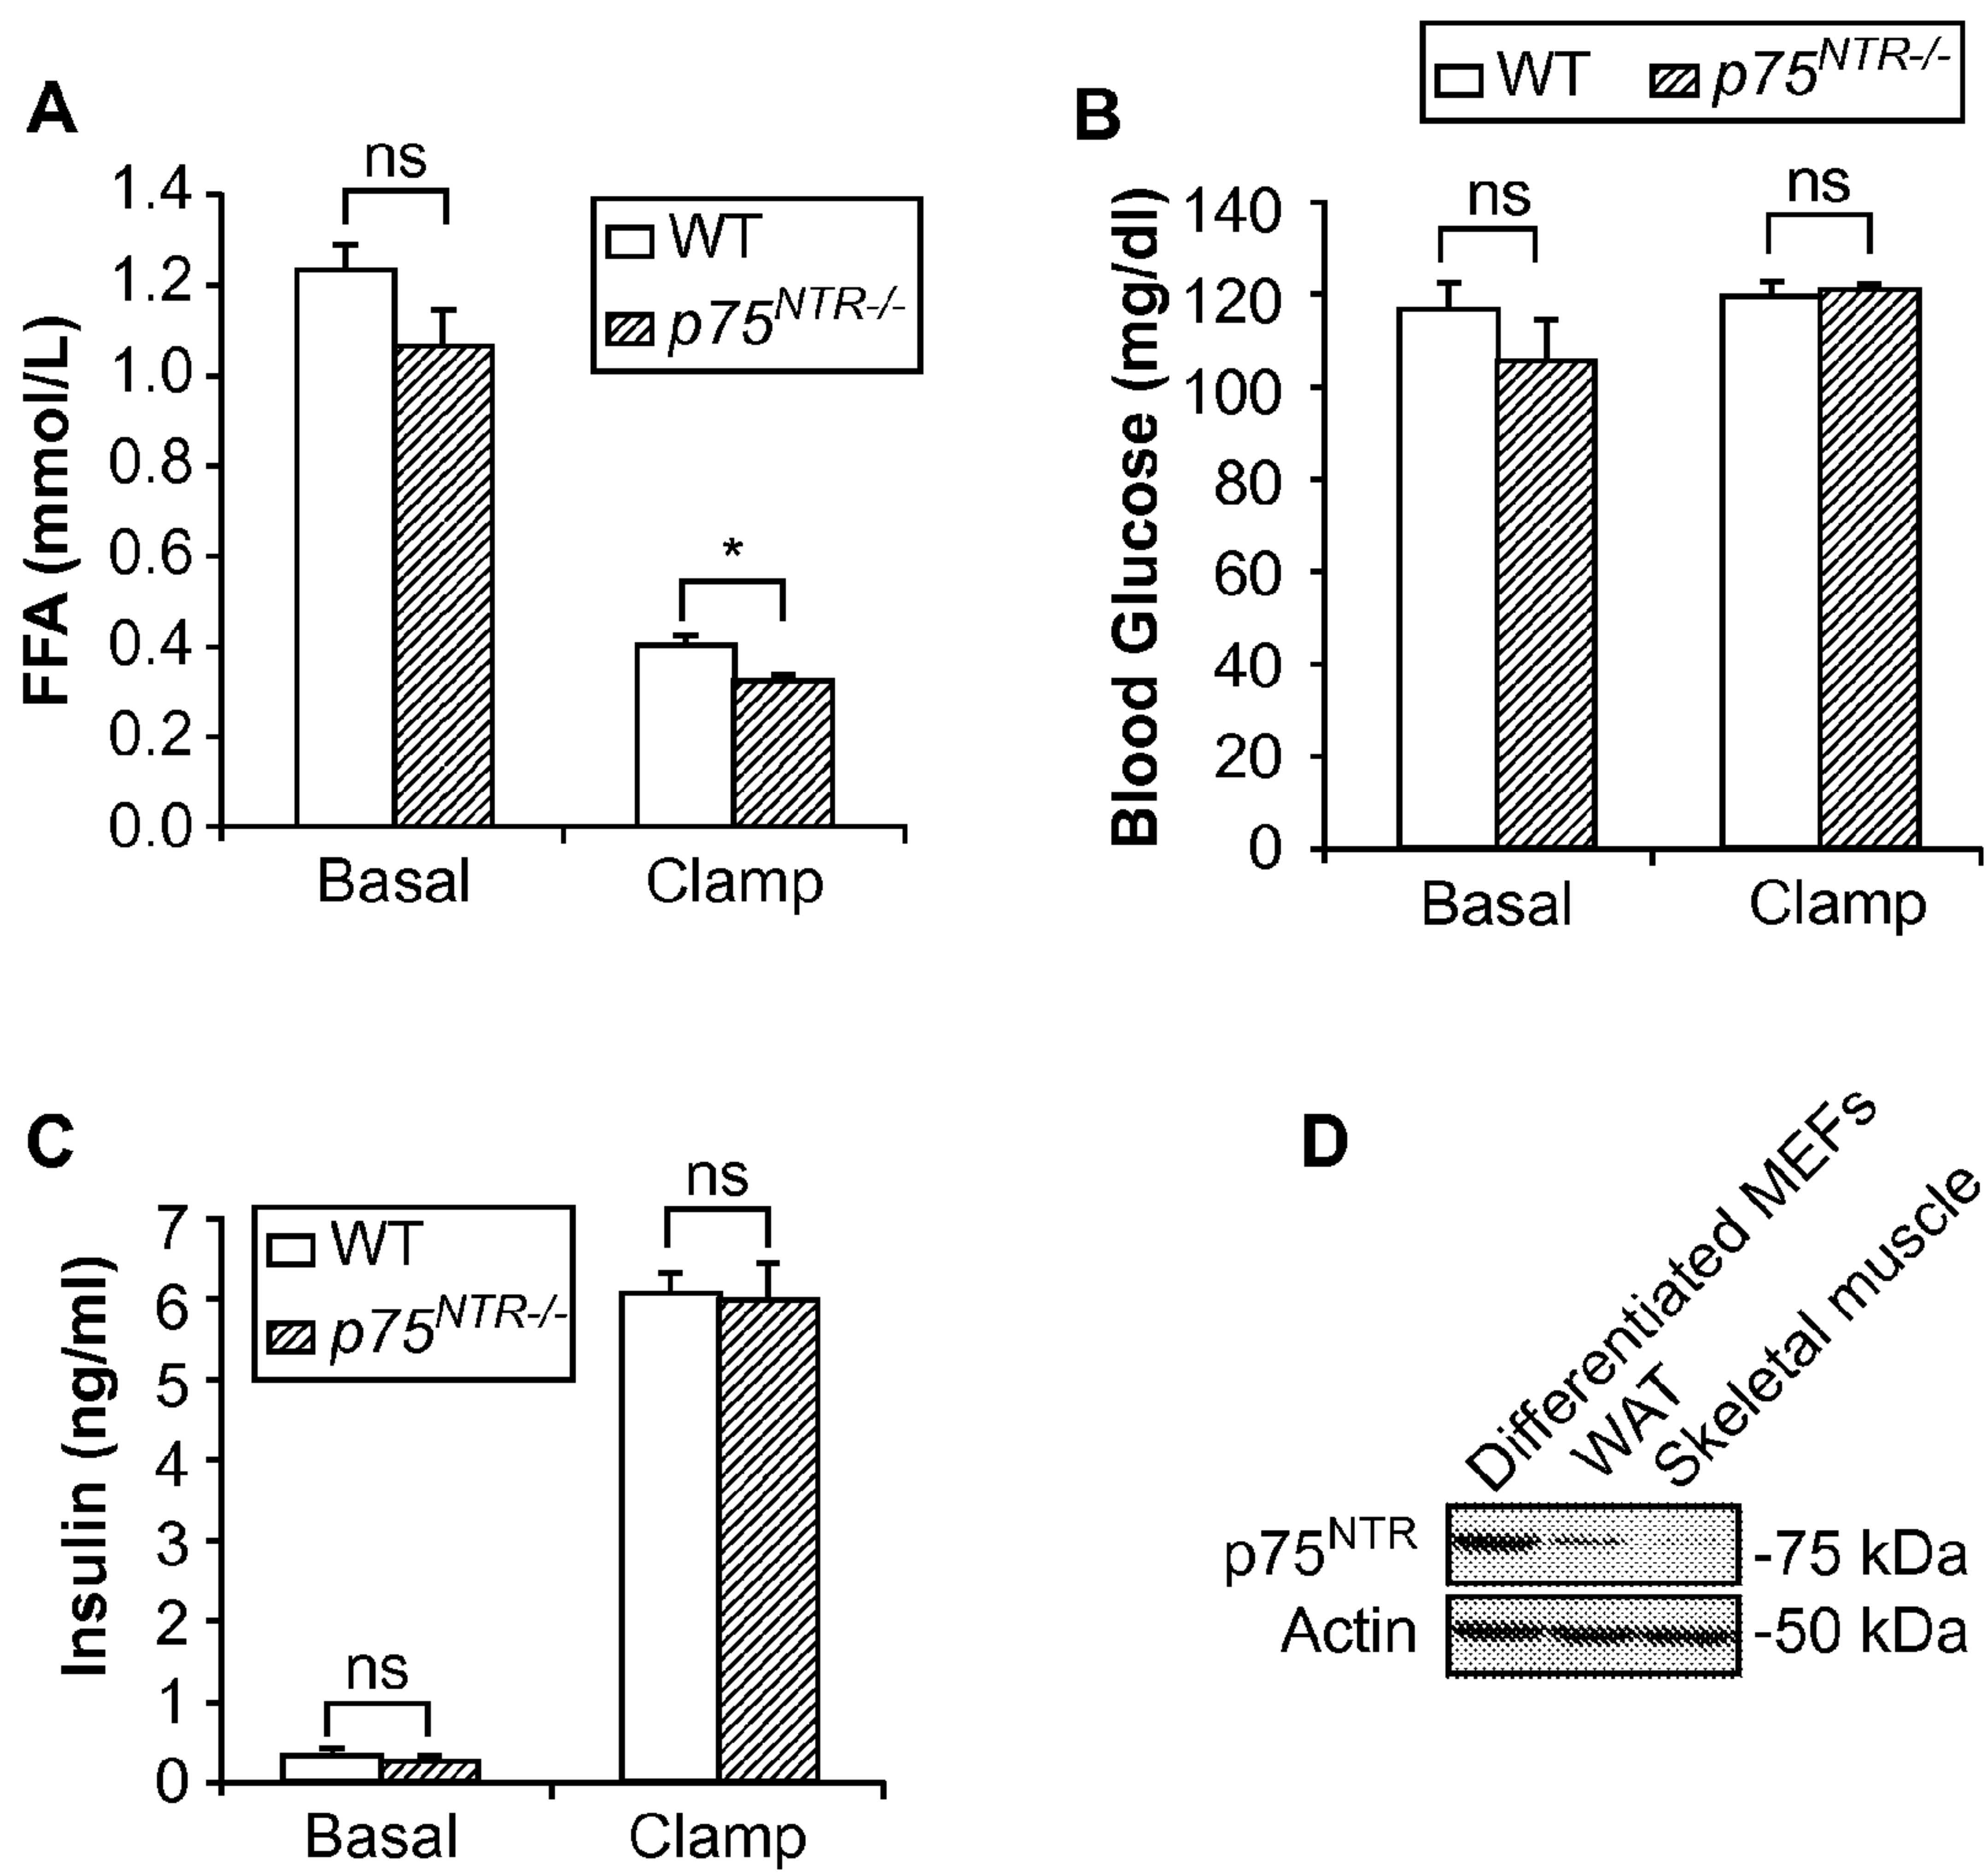 A
ns
1.4
1.2
1.0
0.8
0.6
0.4
0.2
0.0
FFA (mmol/L)
WT
p75NTR-/-
*
Basal
Clamp
B
WT
p75NTR-/-
ns
ns
140
120
100
80
60
40
20
0
Blood Glucose (mg/dl)
Basal
Clamp
C
ns
7
6
5
4
3
2
1
0
Insulin (ng/ml)
WT
p75NTR-/-
ns
Basal
Clamp
D
Differentiated MEFs
WAT
Skeletal muscle
p75NTR
-75 kDa
Actin
-50 kDa